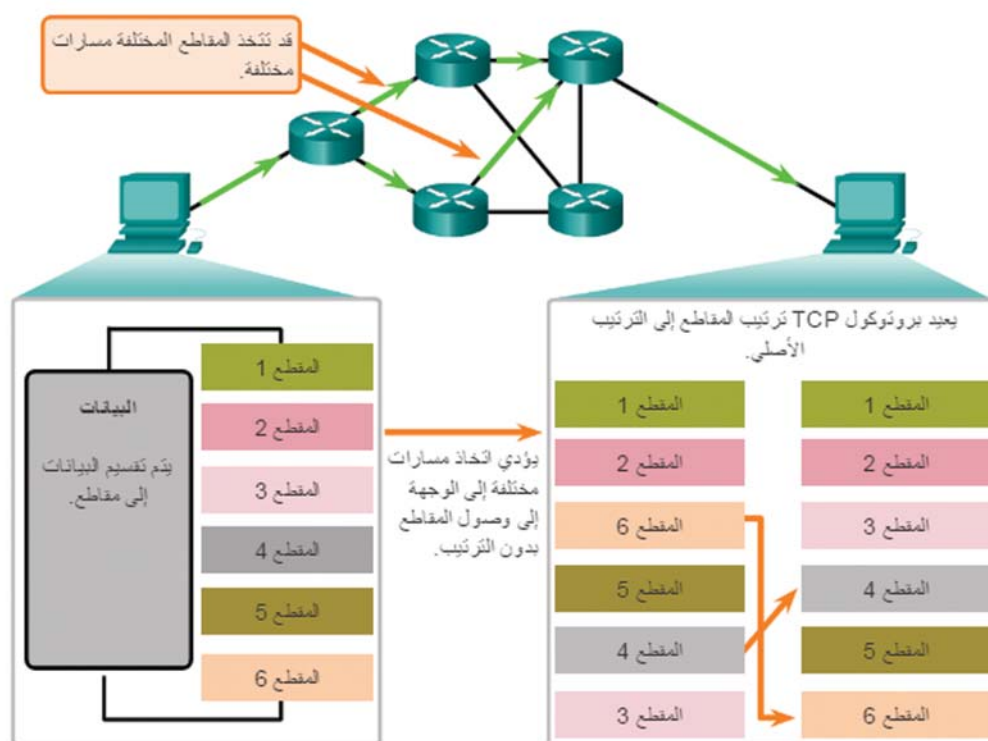 قد تتخذ المقاطع المختلفة مسارات
مختلفة.
البيانات
يتم تقسيم البيانات
إلى مقاطع.
المقطع 1
المقطع 2
المقطع 3
المقطع 4
المقطع 5
المقطع 6
يؤدي اتخاذ مسارات
مختلفة إلى الوجهة
إلى وصول المقاطع
بدون الترتيب.
يعيد بروتوكول TCP ترتيب المقاطع إلى الترتيب
الأصلي.
المقطع 1
المقطع 2
المقطع 6
المقطع 5
المقطع 4
المقطع 3
المقطع 1
المقطع 2
المقطع 3
المقطع 4
المقطع 5
المقطع 6